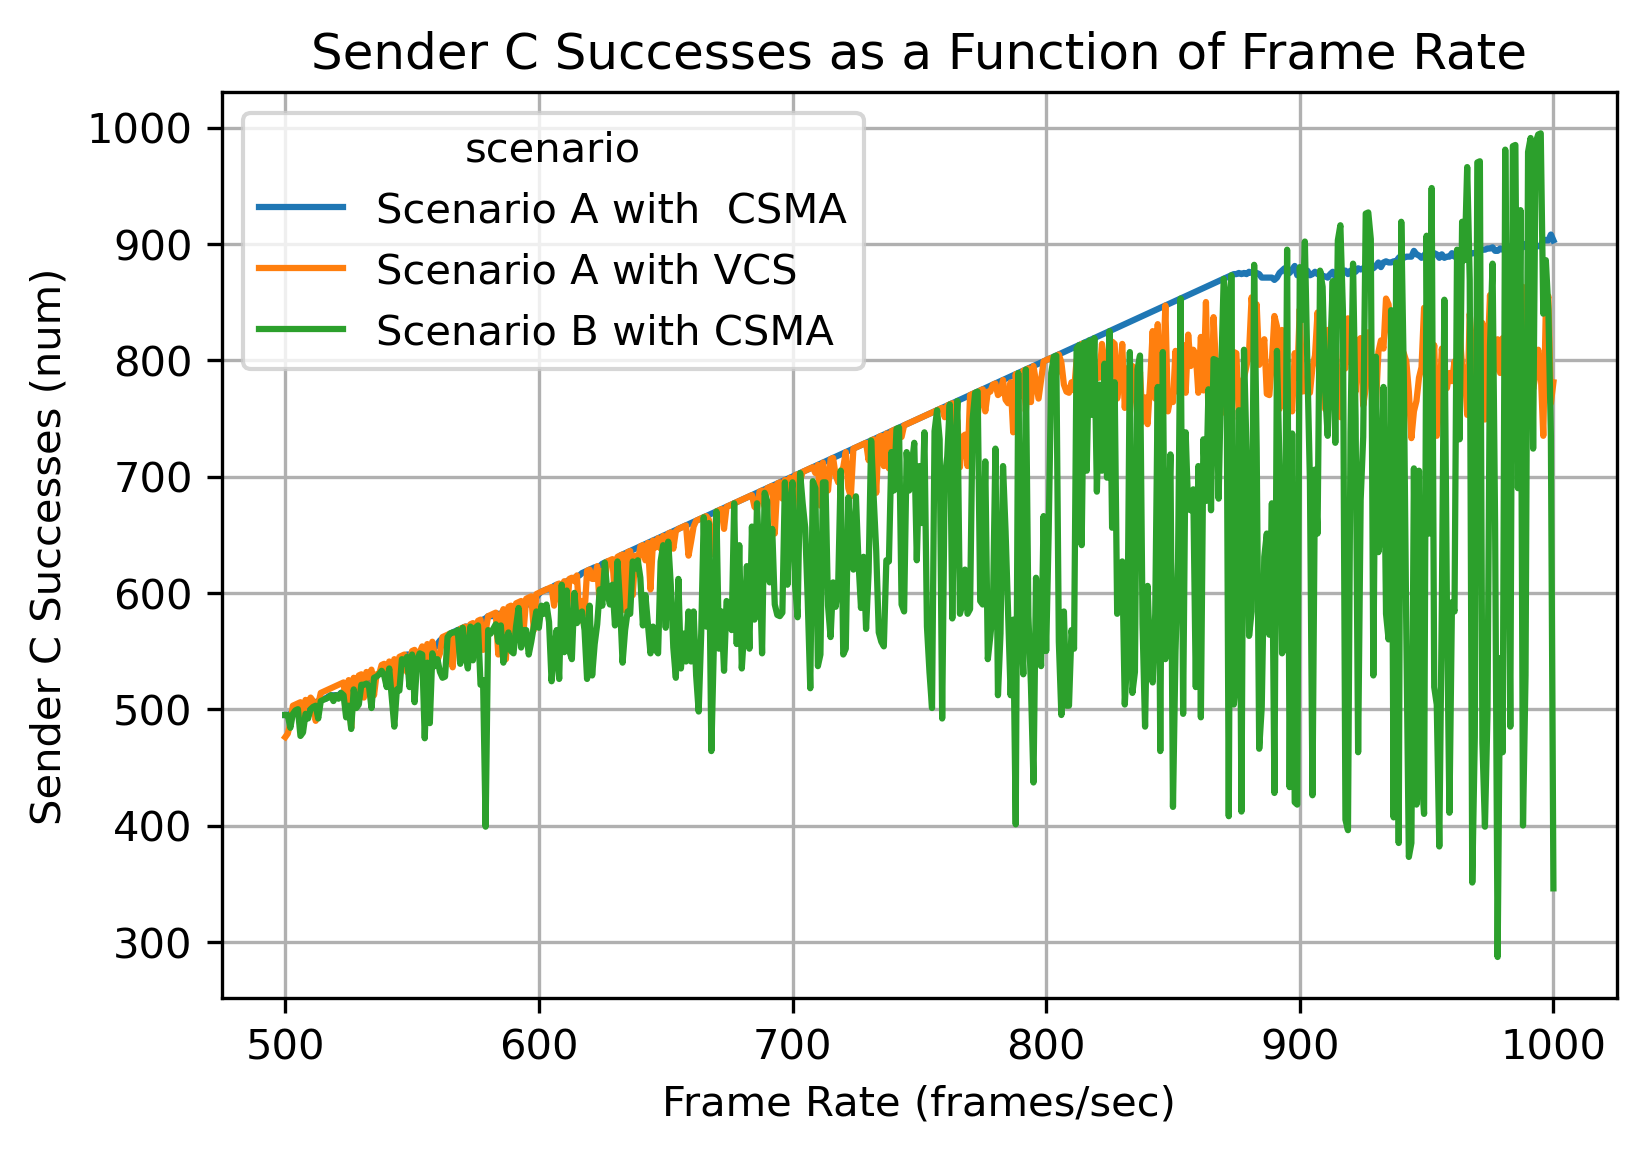 Sender C Successes as a Function of Frame Rate
scenario
Scenario A with  CSMA
Scenario A with VCS
Scenario B with CSMA
Sender C Successes (num)
1000
900
800
700
600
500
400
300
500 600 700 800 900 1000
Frame Rate (frames/sec)